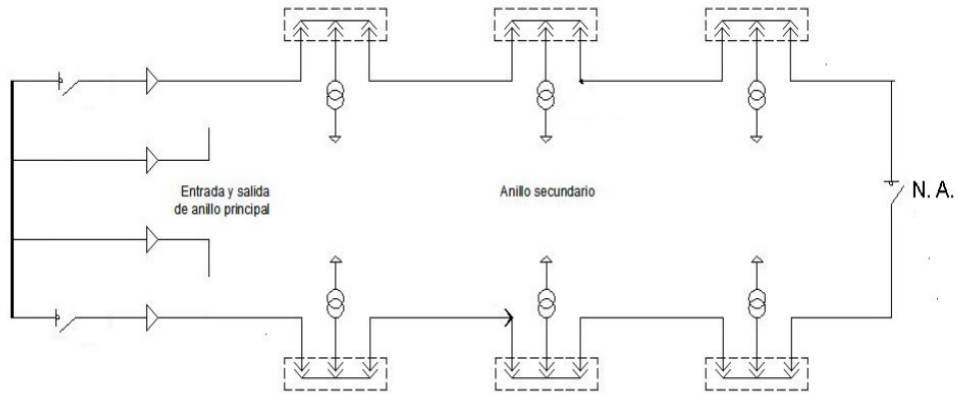 Entrada y salida
de anillo principal
Anillo secundario
N. A.